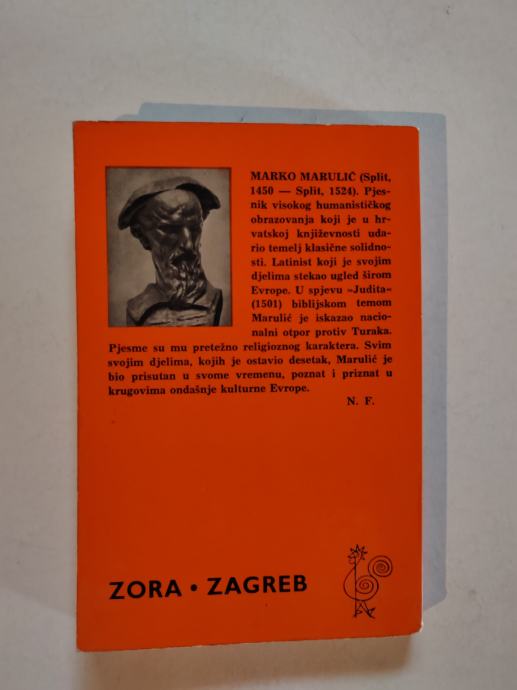 MARKO MARULIĆ (Split,
1450 — Split, 1524). Pjes-
nik visokog humanističkog
obrazovanja koji je u hr-
vatskoj književnosti uda-
rio temelj klasične solidno-
sti. Latinist koji je svojim
djelima stekao ugled širom
Evrope. U spjevu »Judita«
(1501) biblijskom temom
Marulić je iskazao nacio-
nalni otpor protiv Turaka.
Pjesme su mu pretežno religioznog karaktera. Svim
svojim djelima, kojih je ostavio desetak, Marulić je
bio prisutan u svome vremenu, poznat i priznat u
krugovima ondašnje kulturne Evrope.
N. F.
ZORA • ZAGREB